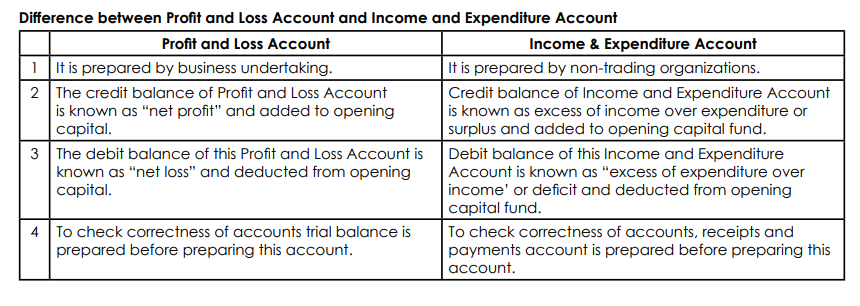 Difference between Profit and Loss Account and Income and Expenditure Account
Profit and Loss Account
Income & Expenditure Account
1
It is prepared by business undertaking.
It is prepared by non-trading organizations.
2
The credit balance of Profit and Loss Account
is known as “net profit” and added to opening
capital.
Credit balance of Income and Expenditure Account
is known as excess of income over expenditure or
surplus and added to opening capital fund.
3
The debit balance of this Profit and Loss Account is
known as “net loss” and deducted from opening
capital.
Debit balance of this Income and Expenditure
Account is known as “excess of expenditure over
income’ or deficit and deducted from opening
capital fund.
4
To check correctness of accounts trial balance is
prepared before preparing this account.
To check correctness of accounts, receipts and
payments account is prepared before preparing this
account.